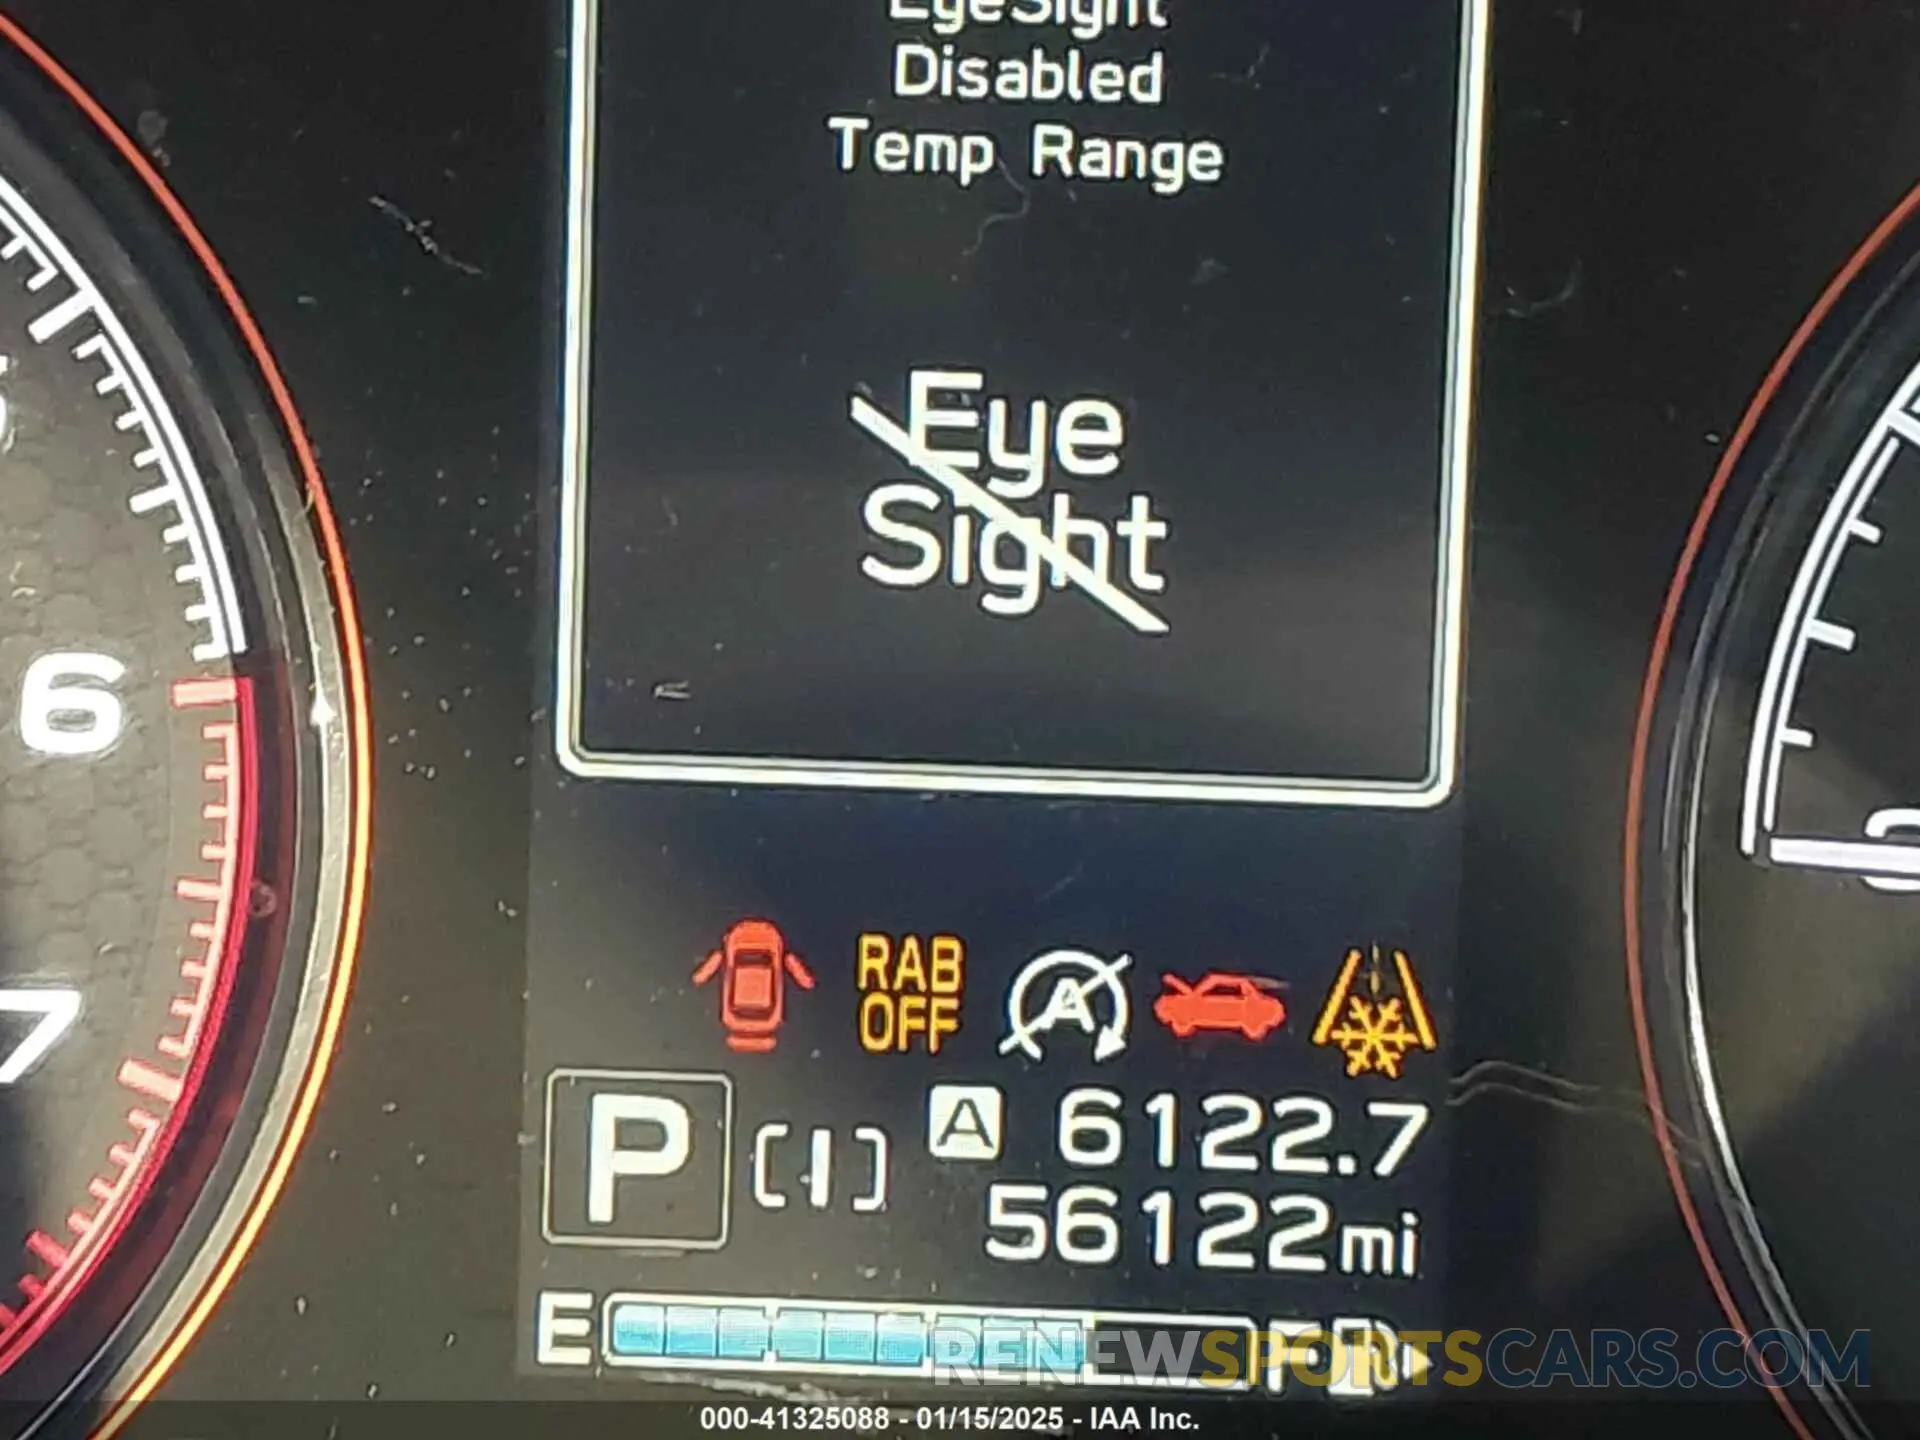 EyeSight
Disabled
Temp Range
Eye
Sight
6
7
RAB
OFF
A
P
A 6122.7
56122mi
E
F
RENEWSPORTSCARS.COM
000-41325088 - 01/15/2025 - IAA Inc.